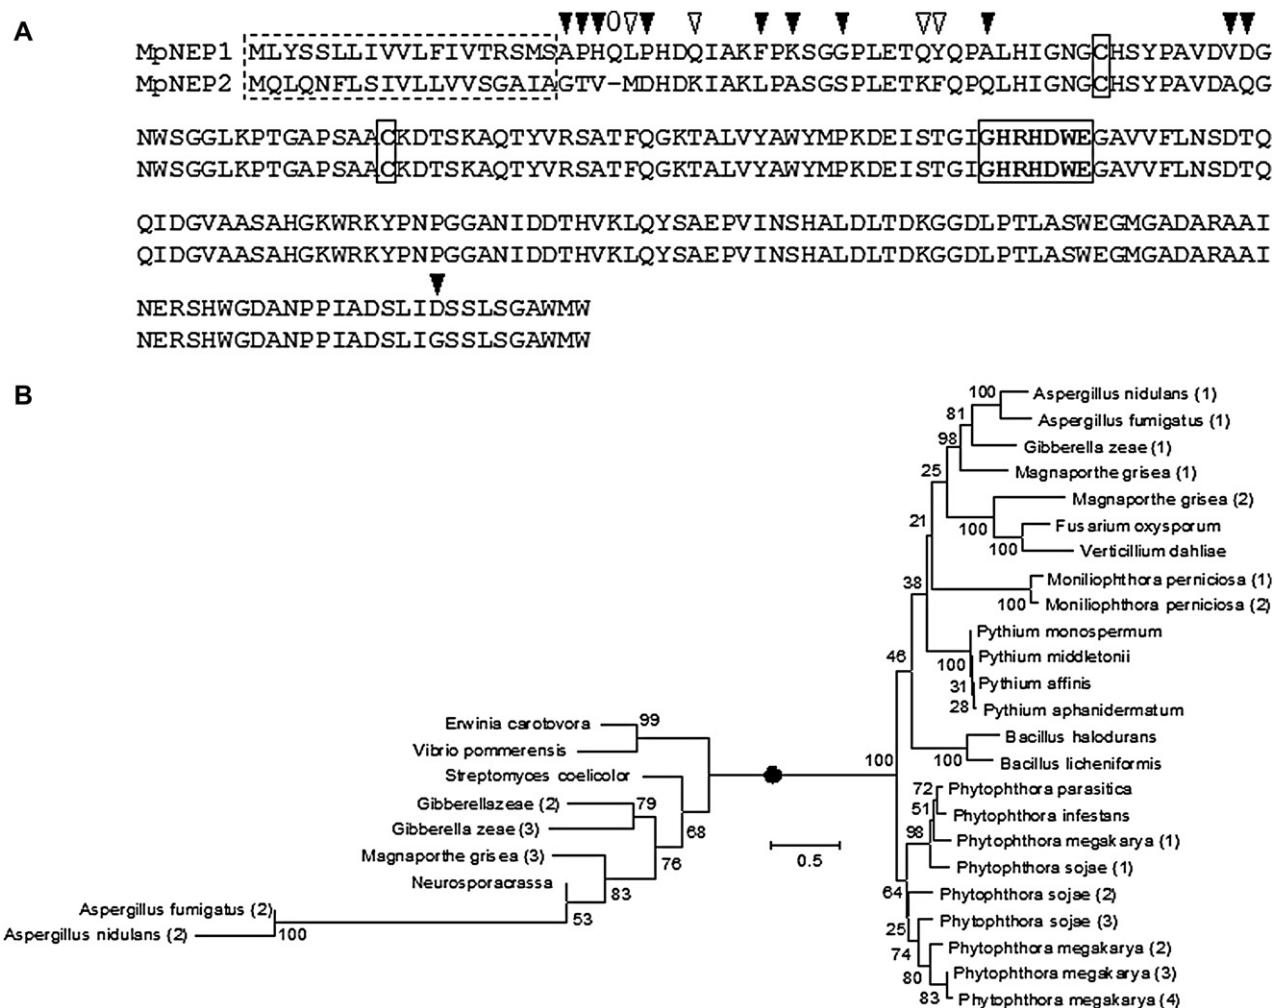 A
MpNEP1 MLYSSLLIVVLFIVTRSMSAPHQLPHDQIAKFPKSGGPLETQYQPALHIGNGCHSYPAVDVDG
MpNEP2 MQLQNFLSIVLLVVSGAIAGTV-MDHDKIAKLPASGSPLETKFQPQLHIGNGCHSYPAVDAQG
NWSGGLKPTGAPSAACKDTSKAQTYVRSATFQGKTALVYAWYMPKDEISTGIGHRHDWEGAVVFLNSDTQ
NWSGGLKPTGAPSAACKDTSKAQTYVRSATFQGKTALVYAWYMPKDEISTGIGHRHDWEGAVVFLNSDTQ
QIDGVAASAHGKWRKYPNPGGANIDDTHVKLQYSAEPVINSHALDLTDKGGDLPTLASWEGMGADARAAI
QIDGVAASAHGKWRKYPNPGGANIDDTHVKLQYSAEPVINSHALDLTDKGGDLPTLASWEGMGADARAAI
NERSHWGDANPPIADSLIDSSSLSGAWMW
NERSHWGDANPPIADSLIGSSSLSGAWMW
B
100 Aspergillus nidulans (1)
81
Aspergillus fumigatus (1)
98 Gibberella zeae (1)
25 Magnaporthe grisea (1)
Magnaporthe grisea (2)
21 100 Fusarium oxysporum
100 Verticillium dahliae
38 Moniliophthora perniciosa (1)
100 Moniliophthora perniciosa (2)
Pythium monospermum
46 100 Pythium middletonii
31 Pythium affinis
28 Pythium aphanidermatum
Erwinia carotovora 99
Bacillus halodurans
Vibrio pommerensis
100 100 Bacillus licheniformis
Streptomyces coelicolor
72 Phytophthora parasitica
Gibberellazeae (2) 79
51 Phytophthora infestans
Gibberella zeae (3) 68
98 Phytophthora megakarya (1)
Magnaporthe grisea (3) 76
0.5
Phytophthora sojae (1)
Neurosporacrassa 83
64 Phytophthora sojae (2)
Aspergillus fumigatus (2) 53
25 Phytophthora sojae (3)
Aspergillus nidulans (2) 100
74 Phytophthora megakarya (2)
80 Phytophthora megakarya (3)
83 Phytophthora megakarya (4)